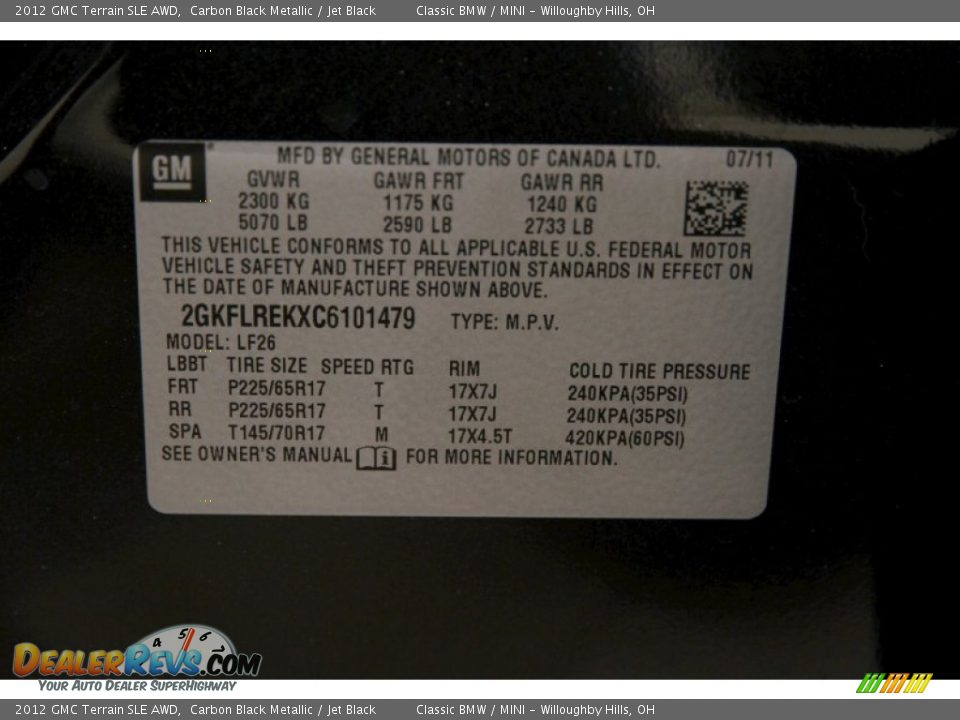 2012 GMC Terrain SLE AWD, Carbon Black Metallic / Jet Black Classic BMW / MINI - Willoughby Hills, OH
GM MFD BY GENERAL MOTORS OF CANADA LTD. 07/11
GVWR GAWR FRT GAWR RR
2300 KG 1175 KG 1240 KG
5070 LB 2590 LB 2733 LB
THIS VEHICLE CONFORMS TO ALL APPLICABLE U.S. FEDERAL MOTOR
VEHICLE SAFETY AND THEFT PREVENTION STANDARDS IN EFFECT ON
THE DATE OF MANUFACTURE SHOWN ABOVE.
2GKFLREKXC6101479 TYPE: M.P.V.
MODEL: LF26
LBBT TIRE SIZE SPEED RTG RIM COLD TIRE PRESSURE
FRT P225/65R17 T 17X7J 240KPA(35PSI)
RR P225/65R17 T 17X7J 240KPA(35PSI)
SPA T145/70R17 M 17X4.5T 420KPA(60PSI)
SEE OWNER'S MANUAL i FOR MORE INFORMATION.
4 5 6
DEALERREVS.COM
YOUR AUTO DEALER SUPERHIGHWAY
2012 GMC Terrain SLE AWD, Carbon Black Metallic / Jet Black Classic BMW / MINI - Willoughby Hills, OH